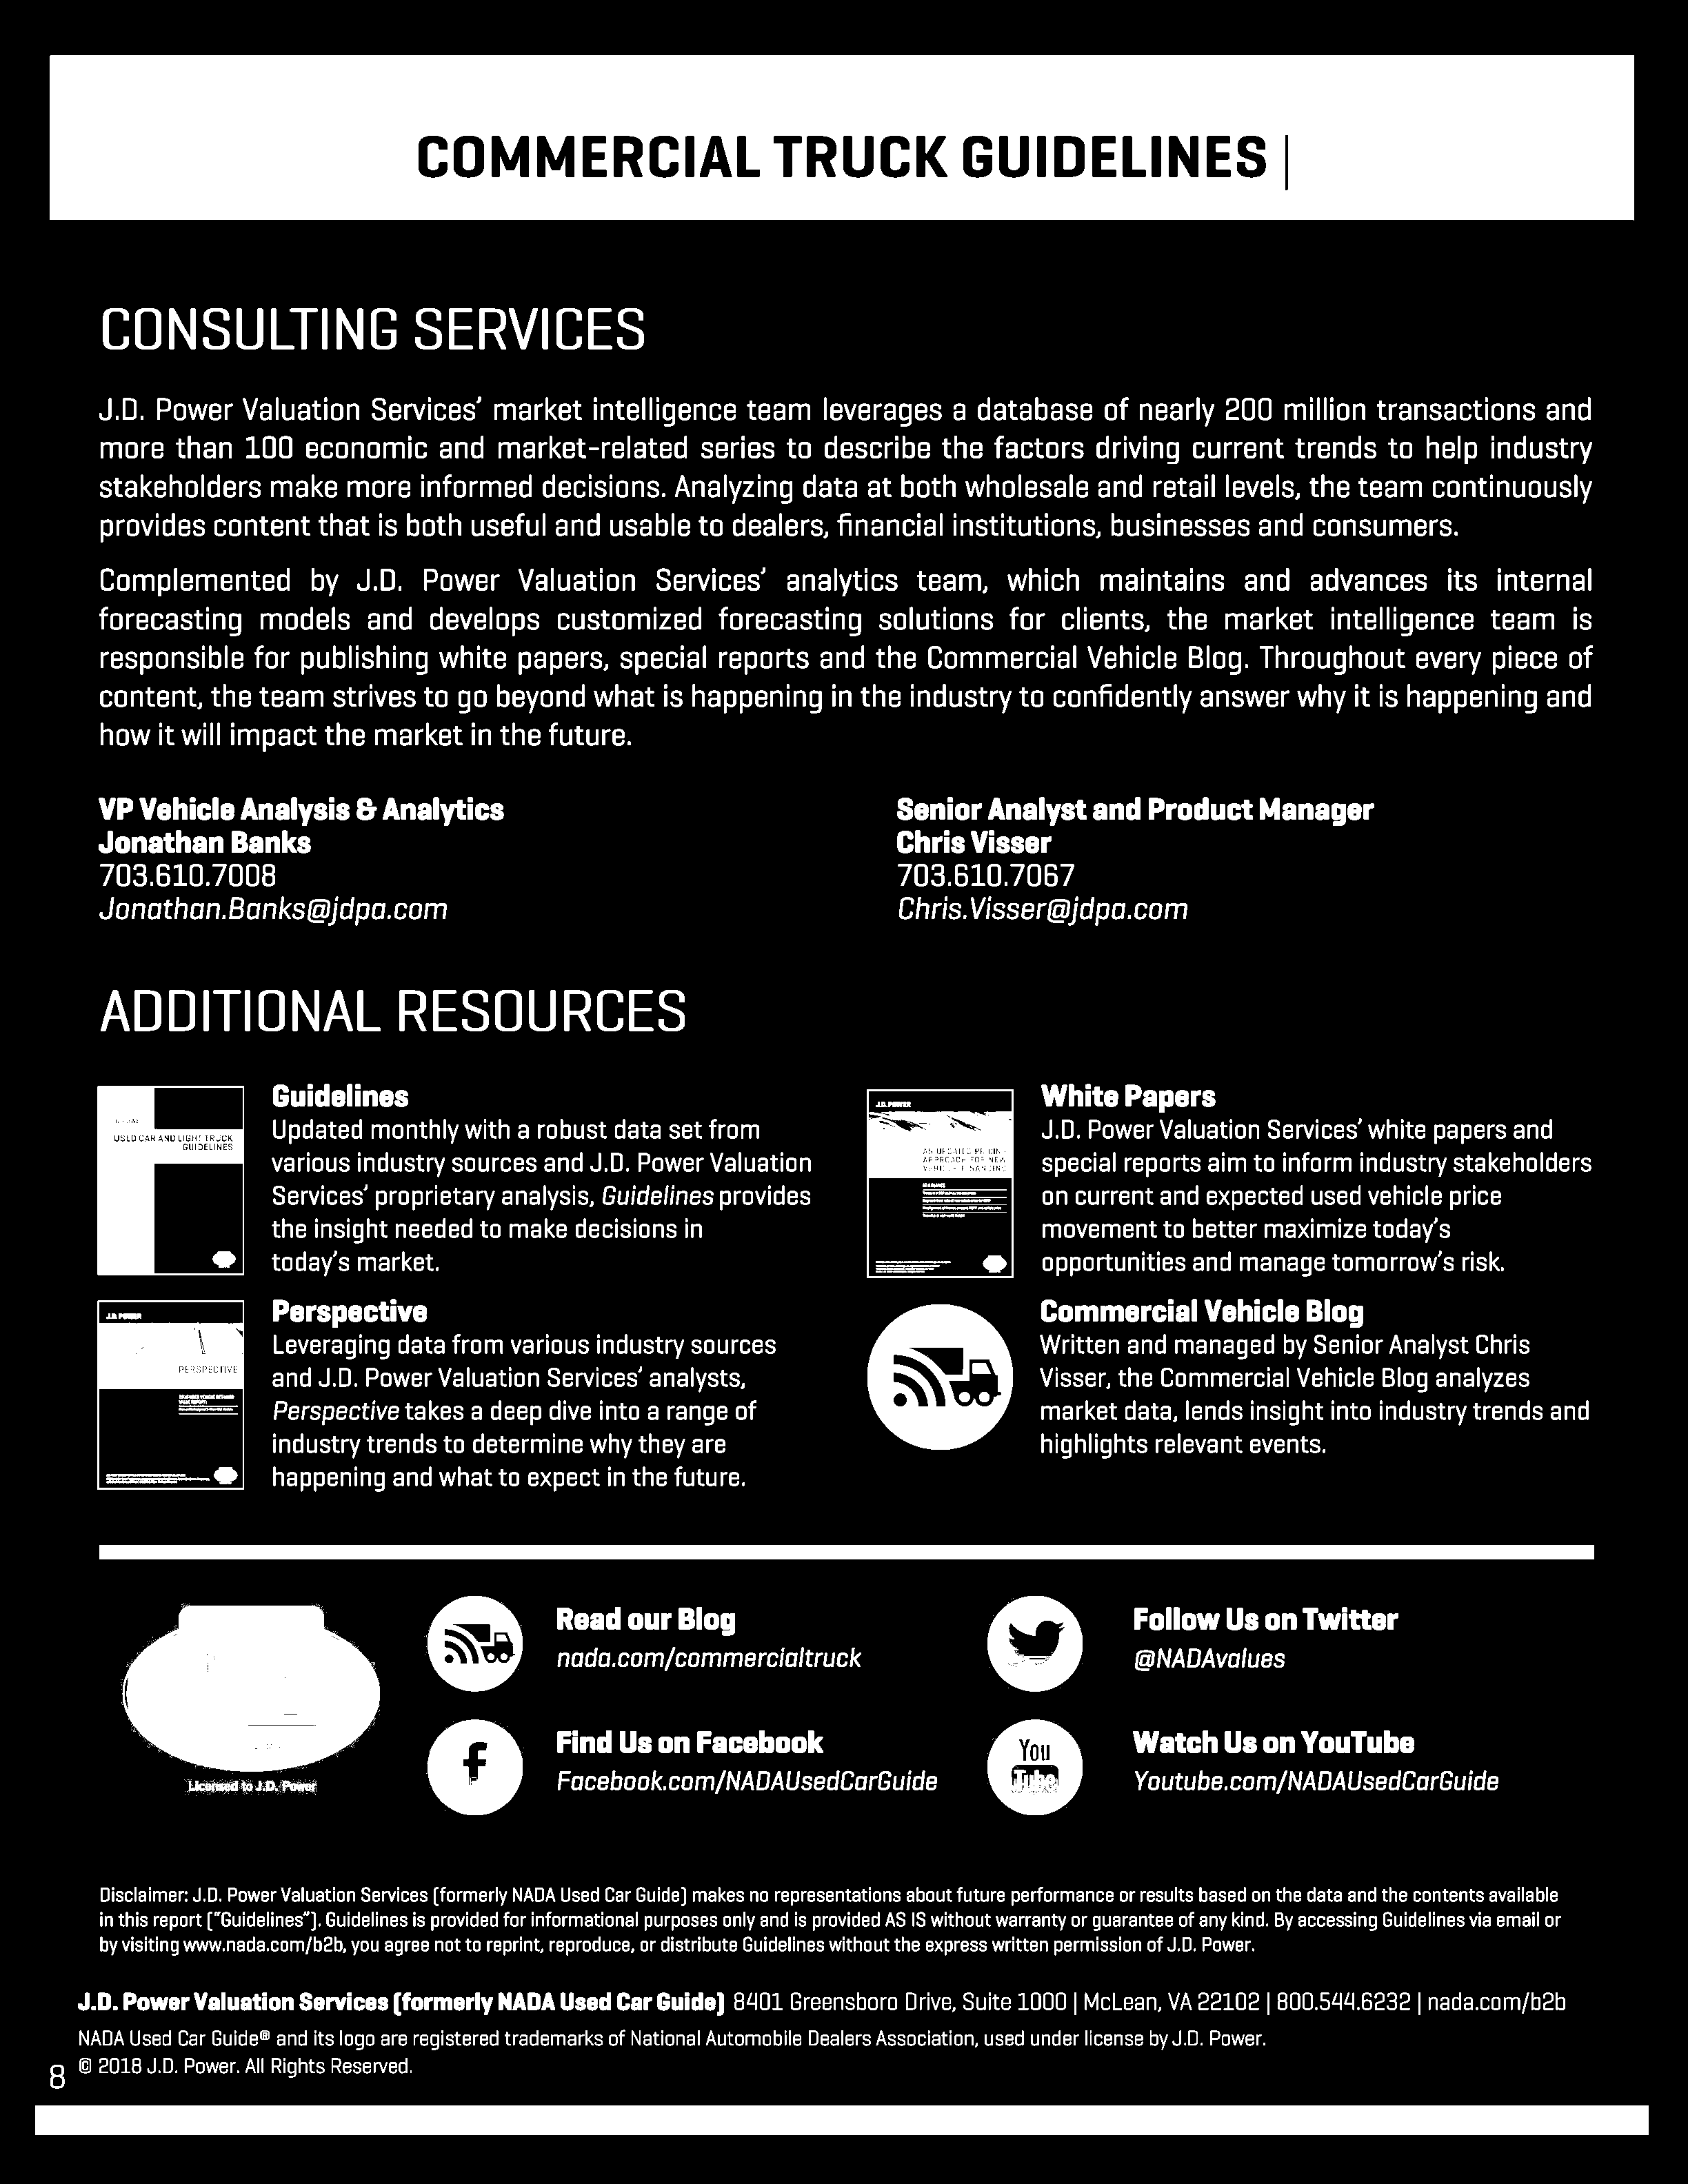 COMMERCIAL TRUCK GUIDELINES |
CONSULTING SERVICES
J.D. Power Valuation Services' market intelligence team leverages a database of nearly 200 million transactions and
more than 100 economic and market-related series to describe the factors driving current trends to help industry
stakeholders make more informed decisions. Analyzing data at both wholesale and retail levels, the team continuously
provides content that is both useful and usable to dealers, financial institutions, businesses and consumers.
Complemented by J.D. Power Valuation Services' analytics team, which maintains and advances its internal
forecasting models and develops customized forecasting solutions for clients, the market intelligence team is
responsible for publishing white papers, special reports and the Commercial Vehicle Blog. Throughout every piece of
content, the team strives to go beyond what is happening in the industry to confidently answer why it is happening and
how it will impact the market in the future.
VP Vehicle Analysis & Analytics
Jonathan Banks
703.610.7008
Jonathan.Banks@jdpa.com
Senior Analyst and Product Manager
Chris Visser
703.610.7067
Chris.Visser@jdpa.com
ADDITIONAL RESOURCES
USED CAR AND LIGHT TRUCK
GUIDELINES
Guidelines
Updated monthly with a robust data set from
various industry sources and J.D. Power Valuation
Services' proprietary analysis, Guidelines provides
the insight needed to make decisions in
today's market.
J.D. POWER
White Papers
J.D. Power Valuation Services' white papers and
special reports aim to inform industry stakeholders
on current and expected used vehicle price
movement to better maximize today's
opportunities and manage tomorrow's risk.
J.D. POWER
PERSPECTIVE
Perspective
Leveraging data from various industry sources
and J.D. Power Valuation Services' analysts,
Perspective takes a deep dive into a range of
industry trends to determine why they are
happening and what to expect in the future.
Commercial Vehicle Blog
Written and managed by Senior Analyst Chris
Visser, the Commercial Vehicle Blog analyzes
market data, lends insight into industry trends and
highlights relevant events.
Licensed to J.D. Power
Read our Blog
nada.com/commercialtruck
Follow Us on Twitter
@NADAvalues
f
Find Us on Facebook
Facebook.com/NADAUsedCarGuide
You
Tube
Watch Us on YouTube
Youtube.com/NADAUsedCarGuide
Disclaimer: J.D. Power Valuation Services (formerly NADA Used Car Guide) makes no representations about future performance or results based on the data and the contents available
in this report ("Guidelines"). Guidelines is provided for informational purposes only and is provided AS IS without warranty or guarantee of any kind. By accessing Guidelines via email or
by visiting www.nada.com/b2b, you agree not to reprint, reproduce, or distribute Guidelines without the express written permission of J.D. Power.
J.D. Power Valuation Services (formerly NADA Used Car Guide) 8401 Greensboro Drive, Suite 1000 | McLean, VA 22102 | 800.544.6232 | nada.com/b2b
NADA Used Car Guide® and its logo are registered trademarks of National Automobile Dealers Association, used under license by J.D. Power.
© 2018 J.D. Power. All Rights Reserved.
8